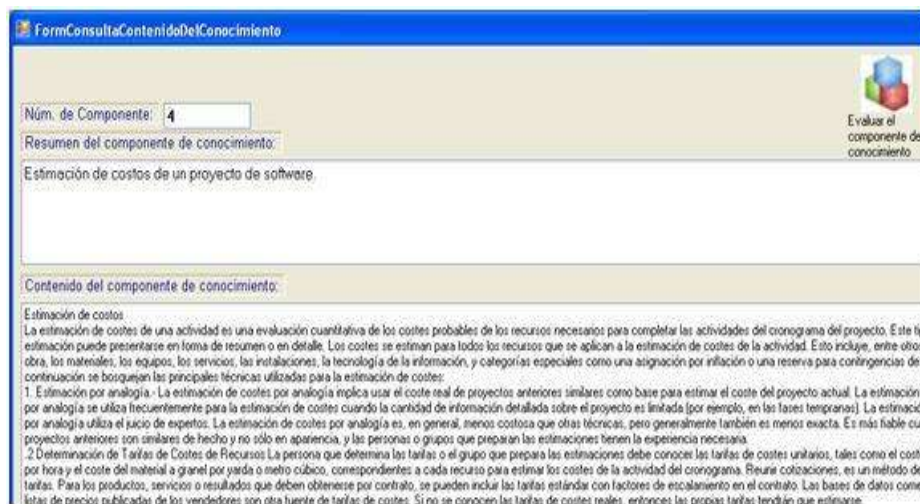 FormConsultaContenidoDelConocimiento
Núm. de Componente: 4
Evaluar el
componente de
conocimiento
Resumen del componente de conocimiento:
Estimación de costos de un proyecto de software.
Contenido del componente de conocimiento:
Estimación de costos
La estimación de costes de una actividad es una evaluación cuantitativa de los costes probables de los recursos necesarios para completar las actividades del cronograma del proyecto. Este
estimación puede presentarse en forma de resumen o en detalle. Los costes se estiman para todos los recursos que se aplican a la estimación de costes de la actividad. Esto incluye, entre otros
obra, los materiales, los equipos, los servicios, las instalaciones, la tecnología de la información, y categorías especiales como una asignación por inflación o una reserva para contingencias de
continuación se bosquejan las principales técnicas utilizadas para la estimación de costes:
1. Estimación por analogía.- La estimación de costes por analogía implica usar el coste real de proyectos anteriores similares como base para estimar el coste del proyecto actual. La estimación
por analogía se utiliza frecuentemente para la estimación de costes cuando la cantidad de información detallada sobre el proyecto es limitada (por ejemplo, en las fases tempranas). La
por analogía utiliza el juicio de expertos. La estimación de costes por analogía es, en general, menos costosa que otras técnicas, pero generalmente también es menos exacta. Es más fiable
proyectos anteriores son similares de hecho y no sólo en apariencia, y las personas o grupos que preparan las estimaciones tienen la experiencia necesaria.
.2 Determinación de Tarifas de Costes de Recursos La persona que determina las tarifas o el grupo que prepara las estimaciones debe conocer las tarifas de costes unitarios, tales como el
por hora y el coste del material a granel por yarda o metro cúbico, correspondientes a cada recurso para estimar los costes de la actividad del cronograma. Reunir cotizaciones, es un método de
tarifas. Para los productos, servicios o resultados que deben obtenerse por contrato, se pueden incluir las tarifas estándar con factores de escalamiento en el contrato. Las bases de datos
listas de precios publicadas de los vendedores son otra fuente de tarifas de costes. Si no se conocen las tarifas de costes reales, entonces las propias tarifas tendrán que estimarse.